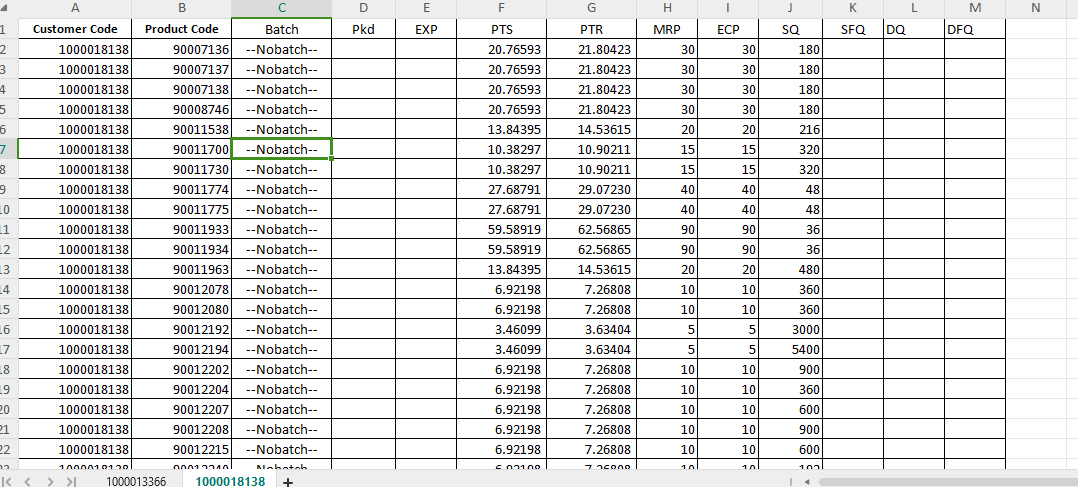 A B C D E F G H I J K L M N
1 Customer Code Product Code Batch Pkd EXP PTS PTR MRP ECP SQ SFQ DQ DFQ
2 1000018138 90007136 --Nobatch-- 20.76593 21.80423 30 30 180
3 1000018138 90007137 --Nobatch-- 20.76593 21.80423 30 30 180
4 1000018138 90007138 --Nobatch-- 20.76593 21.80423 30 30 180
5 1000018138 90008746 --Nobatch-- 20.76593 21.80423 30 30 180
6 1000018138 90011538 --Nobatch-- 13.84395 14.53615 20 20 216
7 1000018138 90011700 --Nobatch-- 10.38297 10.90211 15 15 320
8 1000018138 90011730 --Nobatch-- 10.38297 10.90211 15 15 320
9 1000018138 90011774 --Nobatch-- 27.68791 29.07230 40 40 48
10 1000018138 90011775 --Nobatch-- 27.68791 29.07230 40 40 48
11 1000018138 90011933 --Nobatch-- 59.58919 62.56865 90 90 36
12 1000018138 90011934 --Nobatch-- 59.58919 62.56865 90 90 36
13 1000018138 90011963 --Nobatch-- 13.84395 14.53615 20 20 480
14 1000018138 90012078 --Nobatch-- 6.92198 7.26808 10 10 360
15 1000018138 90012080 --Nobatch-- 6.92198 7.26808 10 10 360
16 1000018138 90012192 --Nobatch-- 3.46099 3.63404 5 5 3000
17 1000018138 90012194 --Nobatch-- 3.46099 3.63404 5 5 5400
18 1000018138 90012202 --Nobatch-- 6.92198 7.26808 10 10 900
19 1000018138 90012204 --Nobatch-- 6.92198 7.26808 10 10 360
20 1000018138 90012207 --Nobatch-- 6.92198 7.26808 10 10 600
21 1000018138 90012208 --Nobatch-- 6.92198 7.26808 10 10 900
22 1000018138 90012215 --Nobatch-- 6.92198 7.26808 10 10 600
1000013366 1000018138